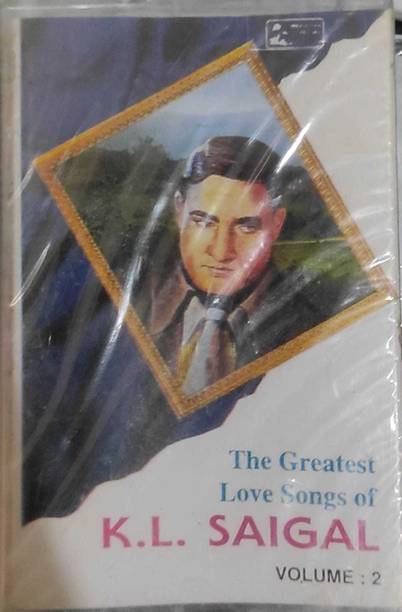 The Greatest
Love Songs of
K.L. SAIGAL
VOLUME : 2